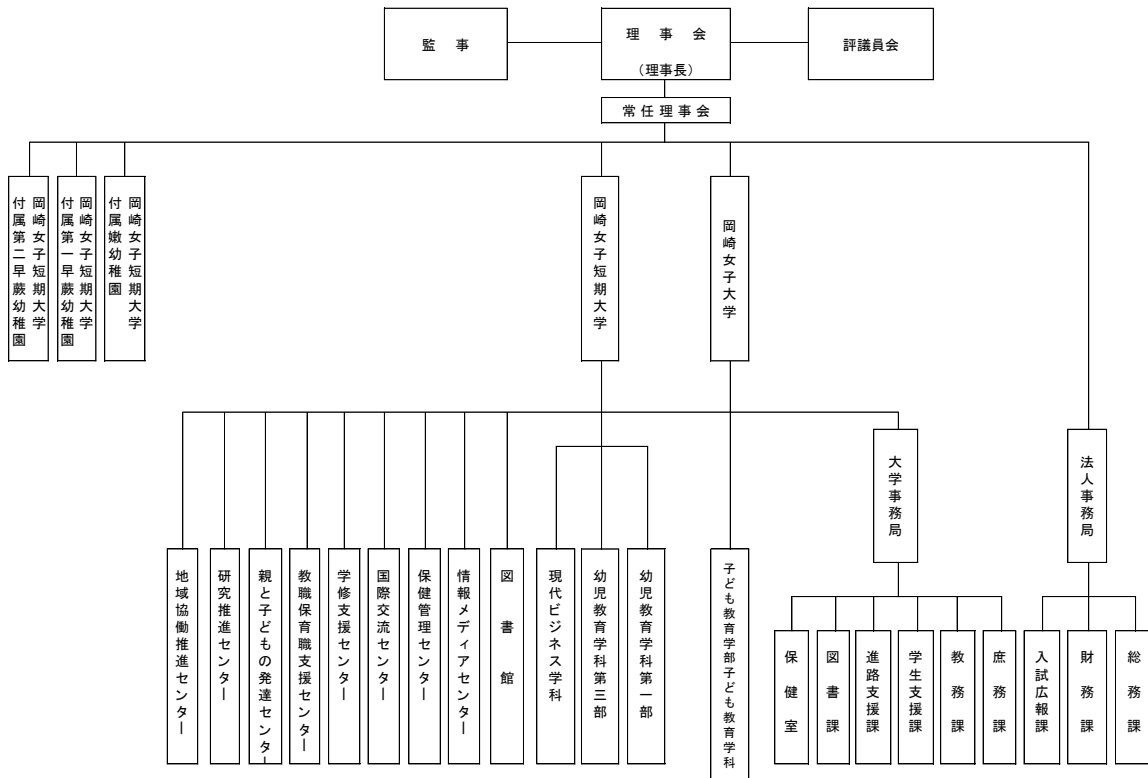 監　事
理　事　会
（理事長）
評議員会
常任理事会
岡崎女子短期大学
付属第二早蕨幼稚園
岡崎女子短期大学
付属第一早蕨幼稚園
岡崎女子短期大学
付属嫩幼稚園
岡崎女子短期大学
岡崎女子大学
大学事務局
法人事務局
地域協働推進センター
研究推進センター
親と子どもの発達センター
教職保育職支援センター
学修支援センター
国際交流センター
保健管理センター
情報メディアセンター
図　書　館
現代ビジネス学科
幼児教育学科第三部
幼児教育学科第一部
子ども教育学部子ども教育学科
保　健　室
図　書　課
進路支援課
学生支援課
教　務　課
庶　務　課
入試広報課
財　務　課
総　務　課